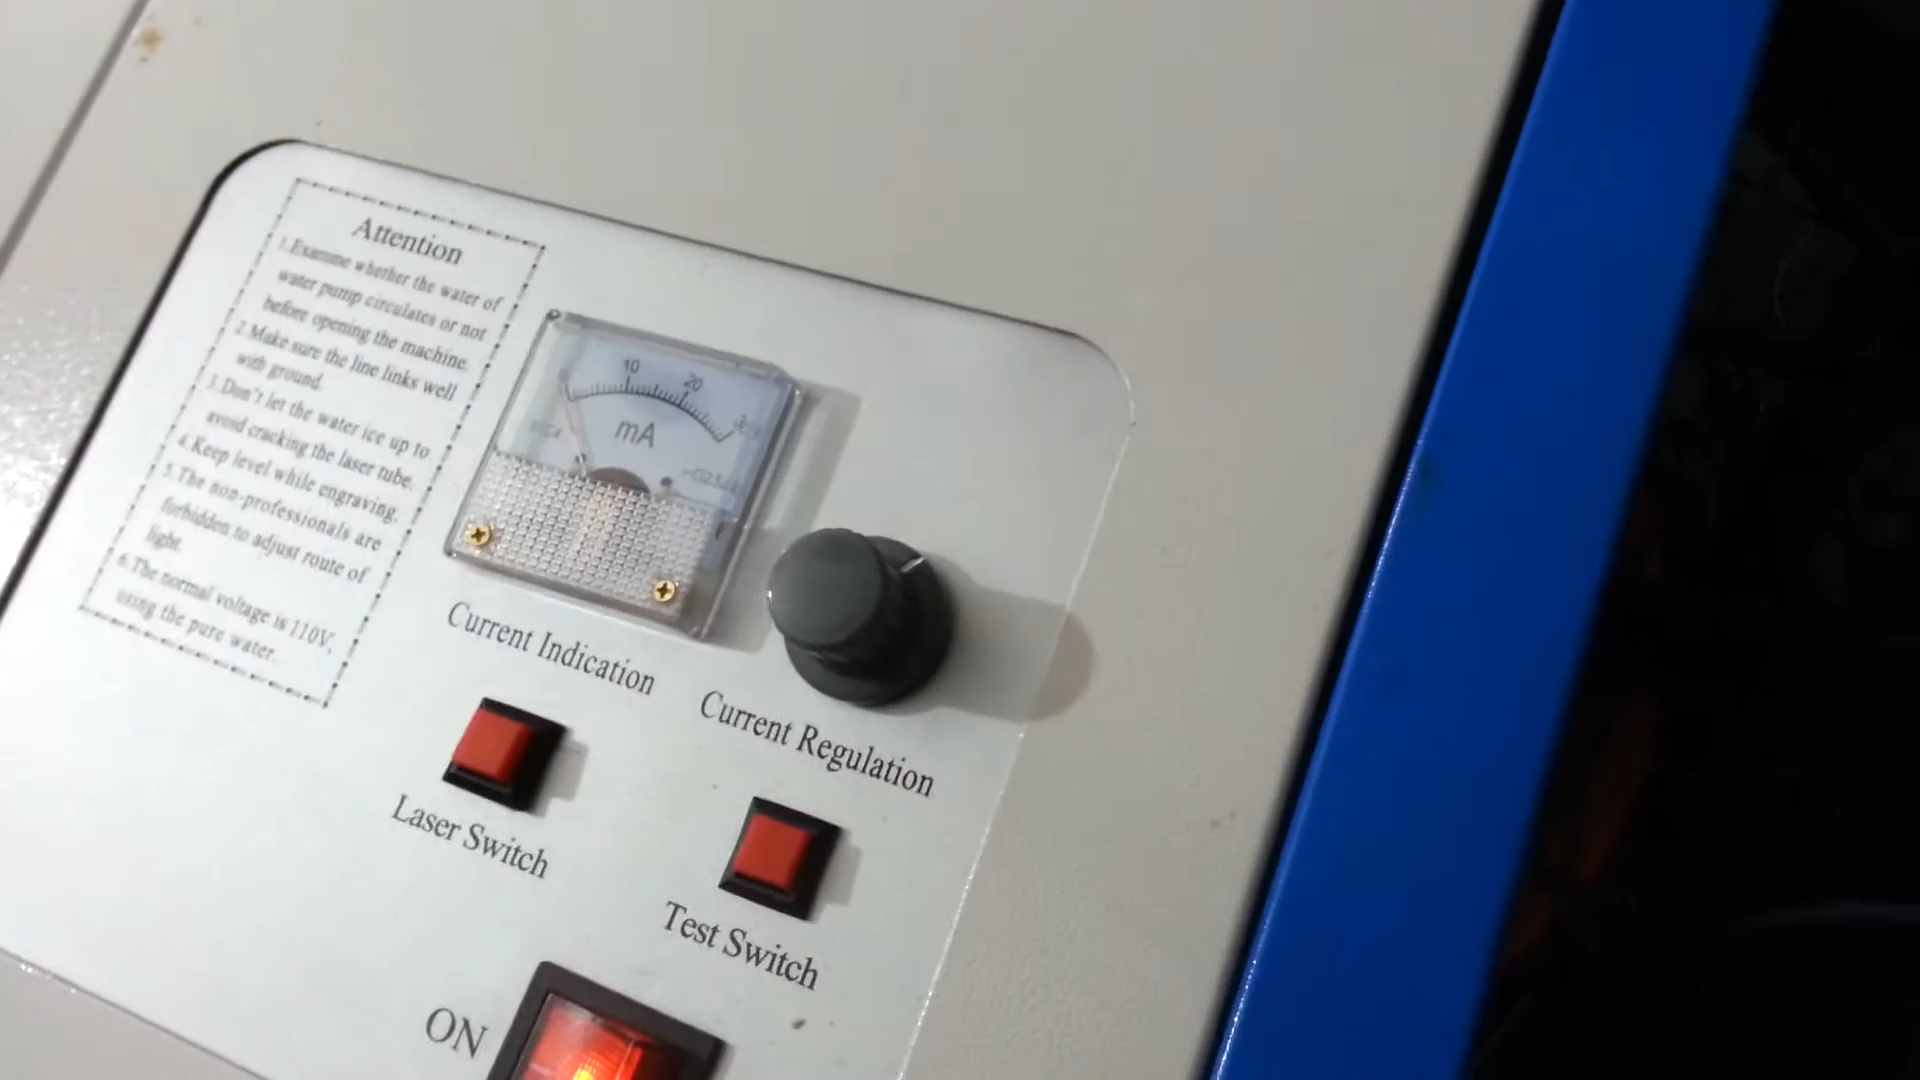 Attention
1.Examine whether the water of
water pump circulates or not
before opening the machine.
2.Make sure the line links well
with ground.
3.Don't let the water ice up to
avoid cracking the laser tube.
4.Keep level while engraving.
5.The non-professionals are
forbidden to adjust route of
light.
6.The normal voltage is 110V,
using the pure water.
0 10 20 30
mA
Current Indication
Current Regulation
Laser Switch
Test Switch
ON